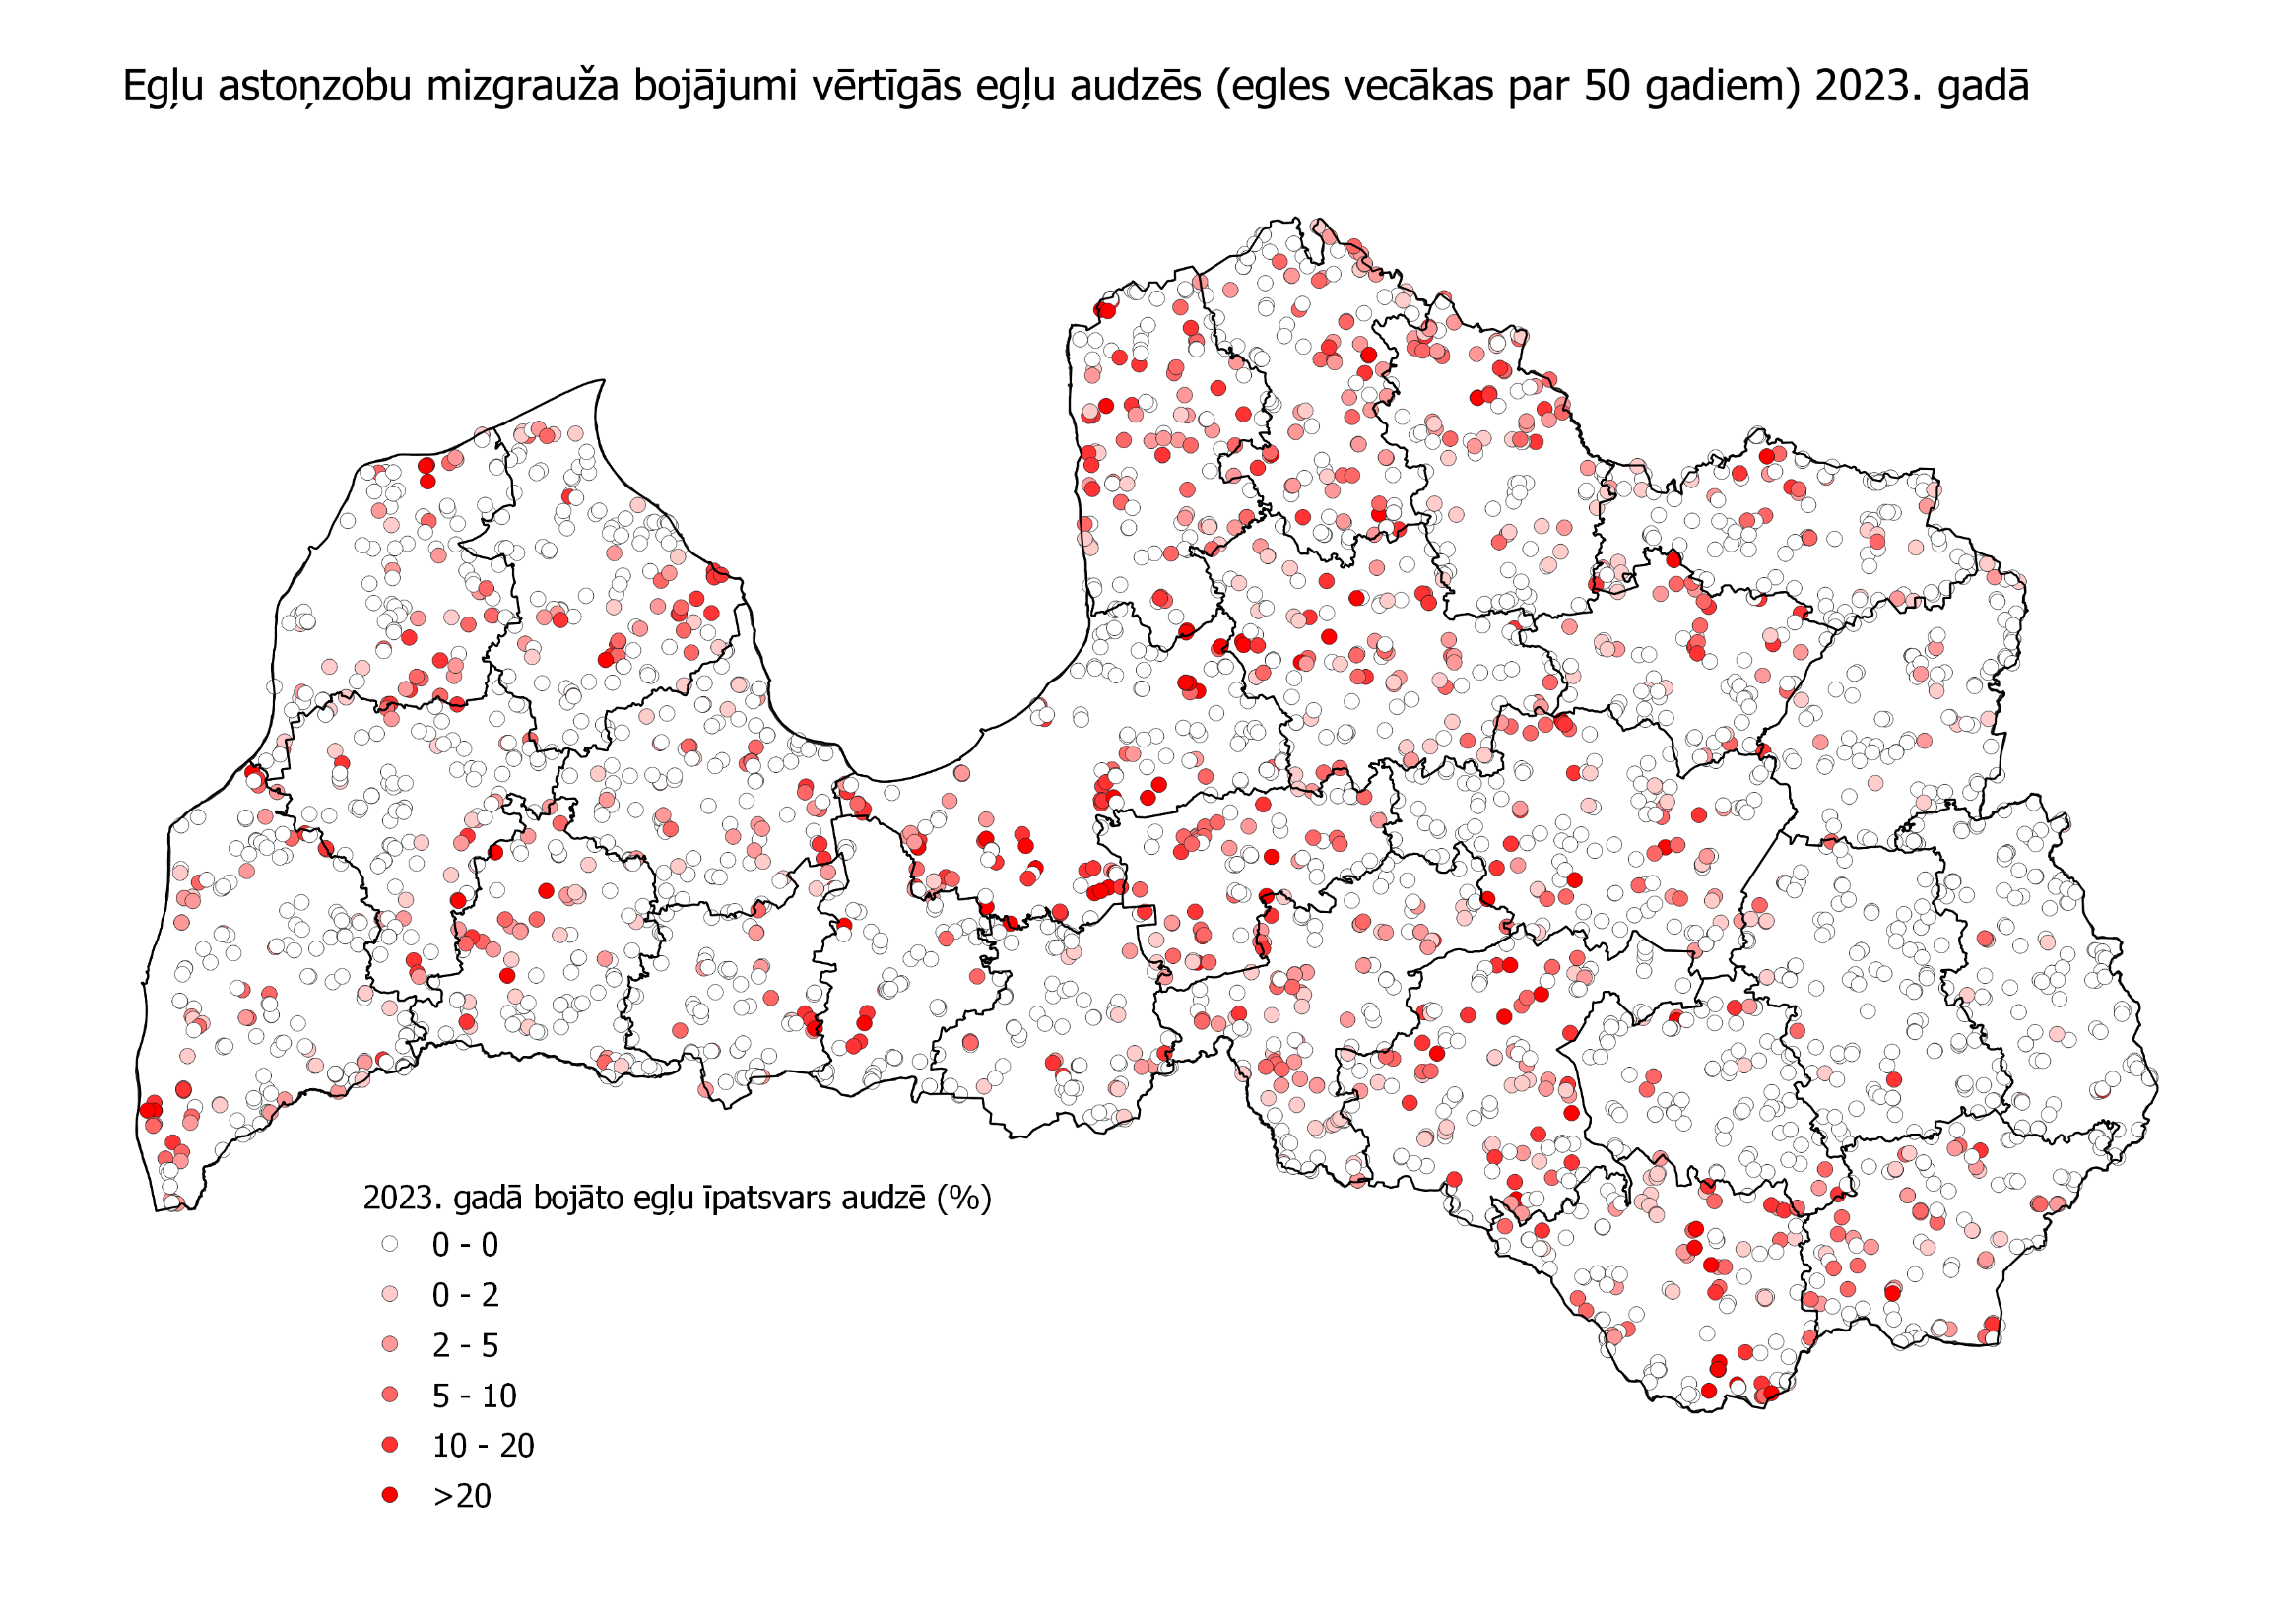 Egļu astoņzobu mizgrauža bojājumi vērtīgās egļu audzēs (egles vecākas par 50 gadiem) 2023. gadā
2023. gadā bojāto egļu īpatsvars audzē (%)
0 - 0
0 - 2
2 - 5
5 - 10
10 - 20
>20